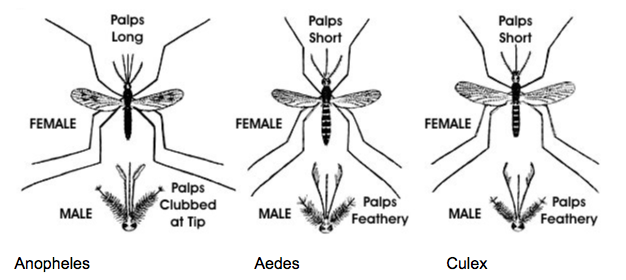 Palps
Long
FEMALE
MALE
Palps
Clubbed
at Tip
Anopheles
Palps
Short
FEMALE
MALE
Palps
Feathery
Aedes
Palps
Short
FEMALE
MALE
Palps
Feathery
Culex